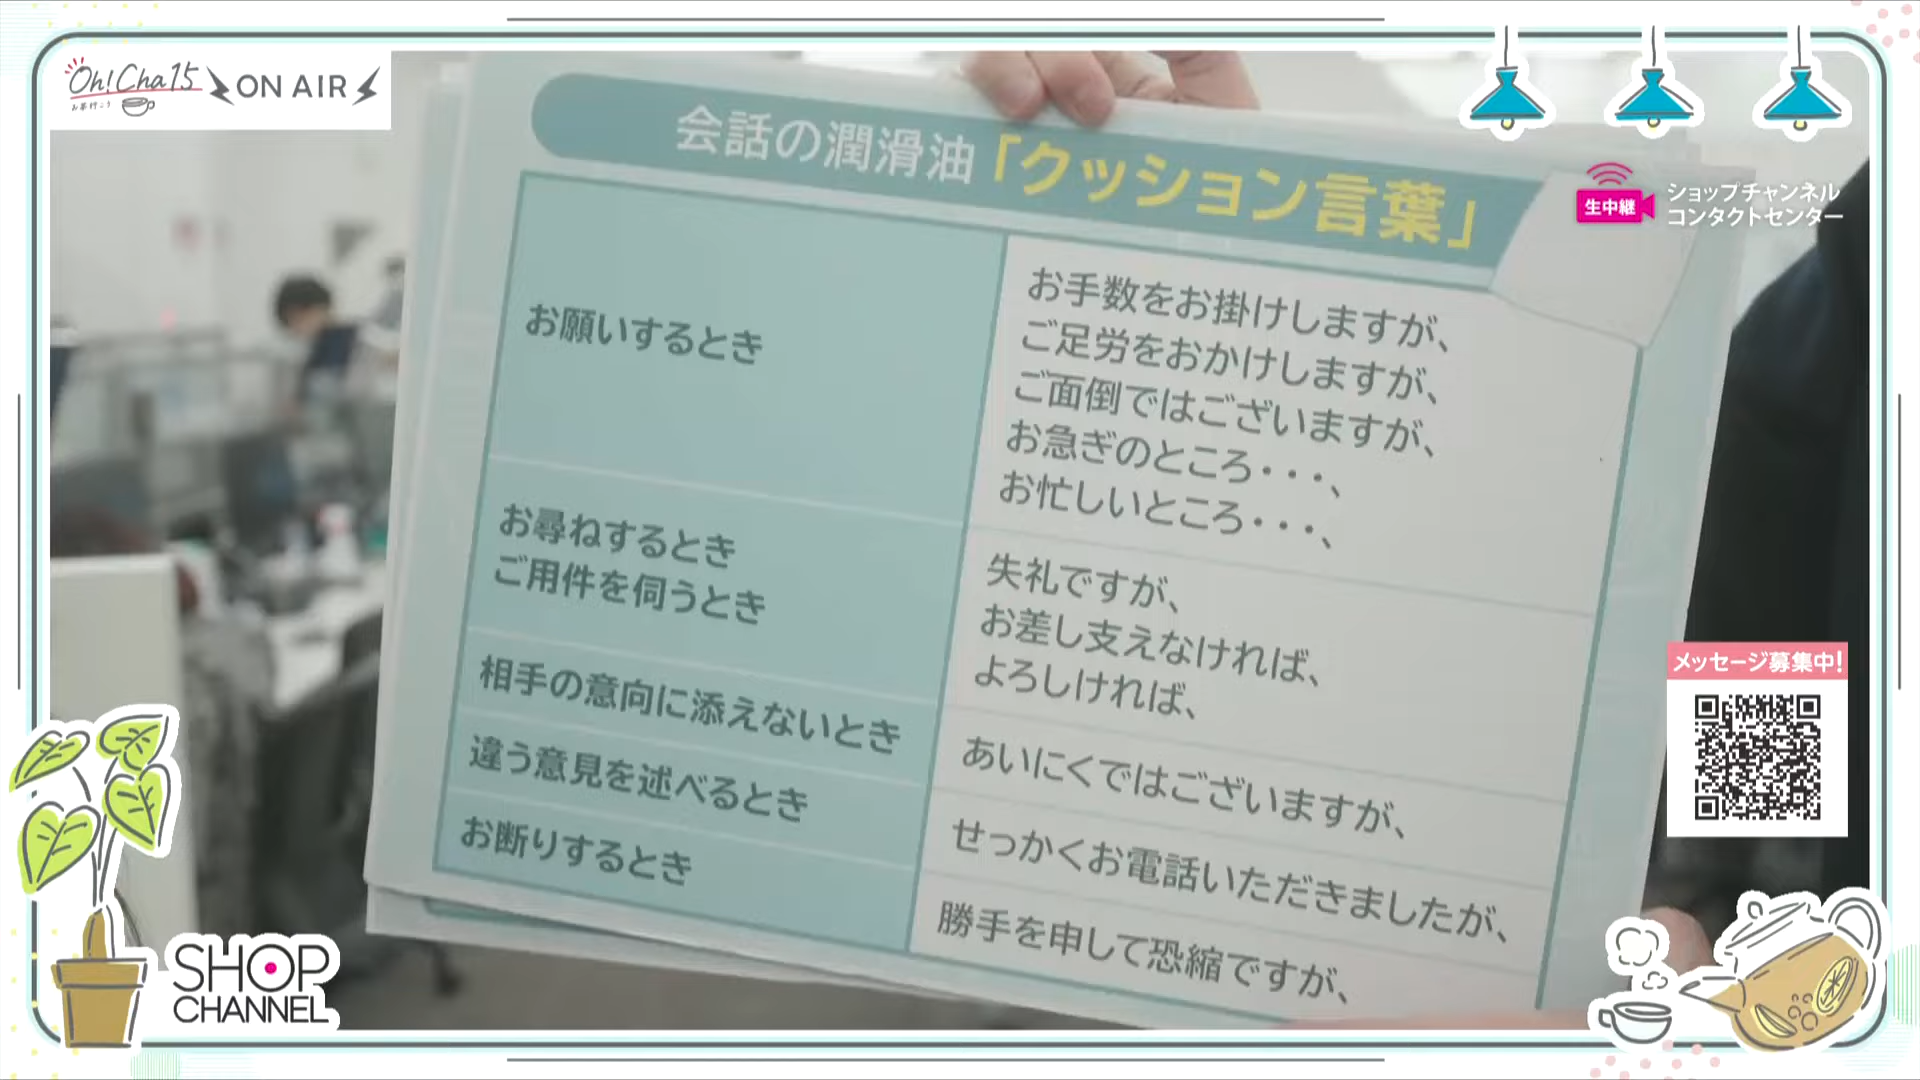 Oh!Cha15
お茶行こう
ON AIR
会話の潤滑油「クッション言葉」
生中継
ショップチャンネル
コンタクトセンター
お願いするとき
お手数をお掛けしますが、
ご足労をおかけしますが、
ご面倒ではございますが、
お急ぎのところ・・・、
お忙しいところ・・・、
お尋ねするとき
ご用件を伺うとき
失礼ですが、
お差し支えなければ、
よろしければ、
相手の意向に添えないとき
あいにくではございますが、
違う意見を述べるとき
せっかくお電話いただきましたが、
お断りするとき
勝手を申して恐縮ですが、
メッセージ募集中!
SHOP
CHANNEL